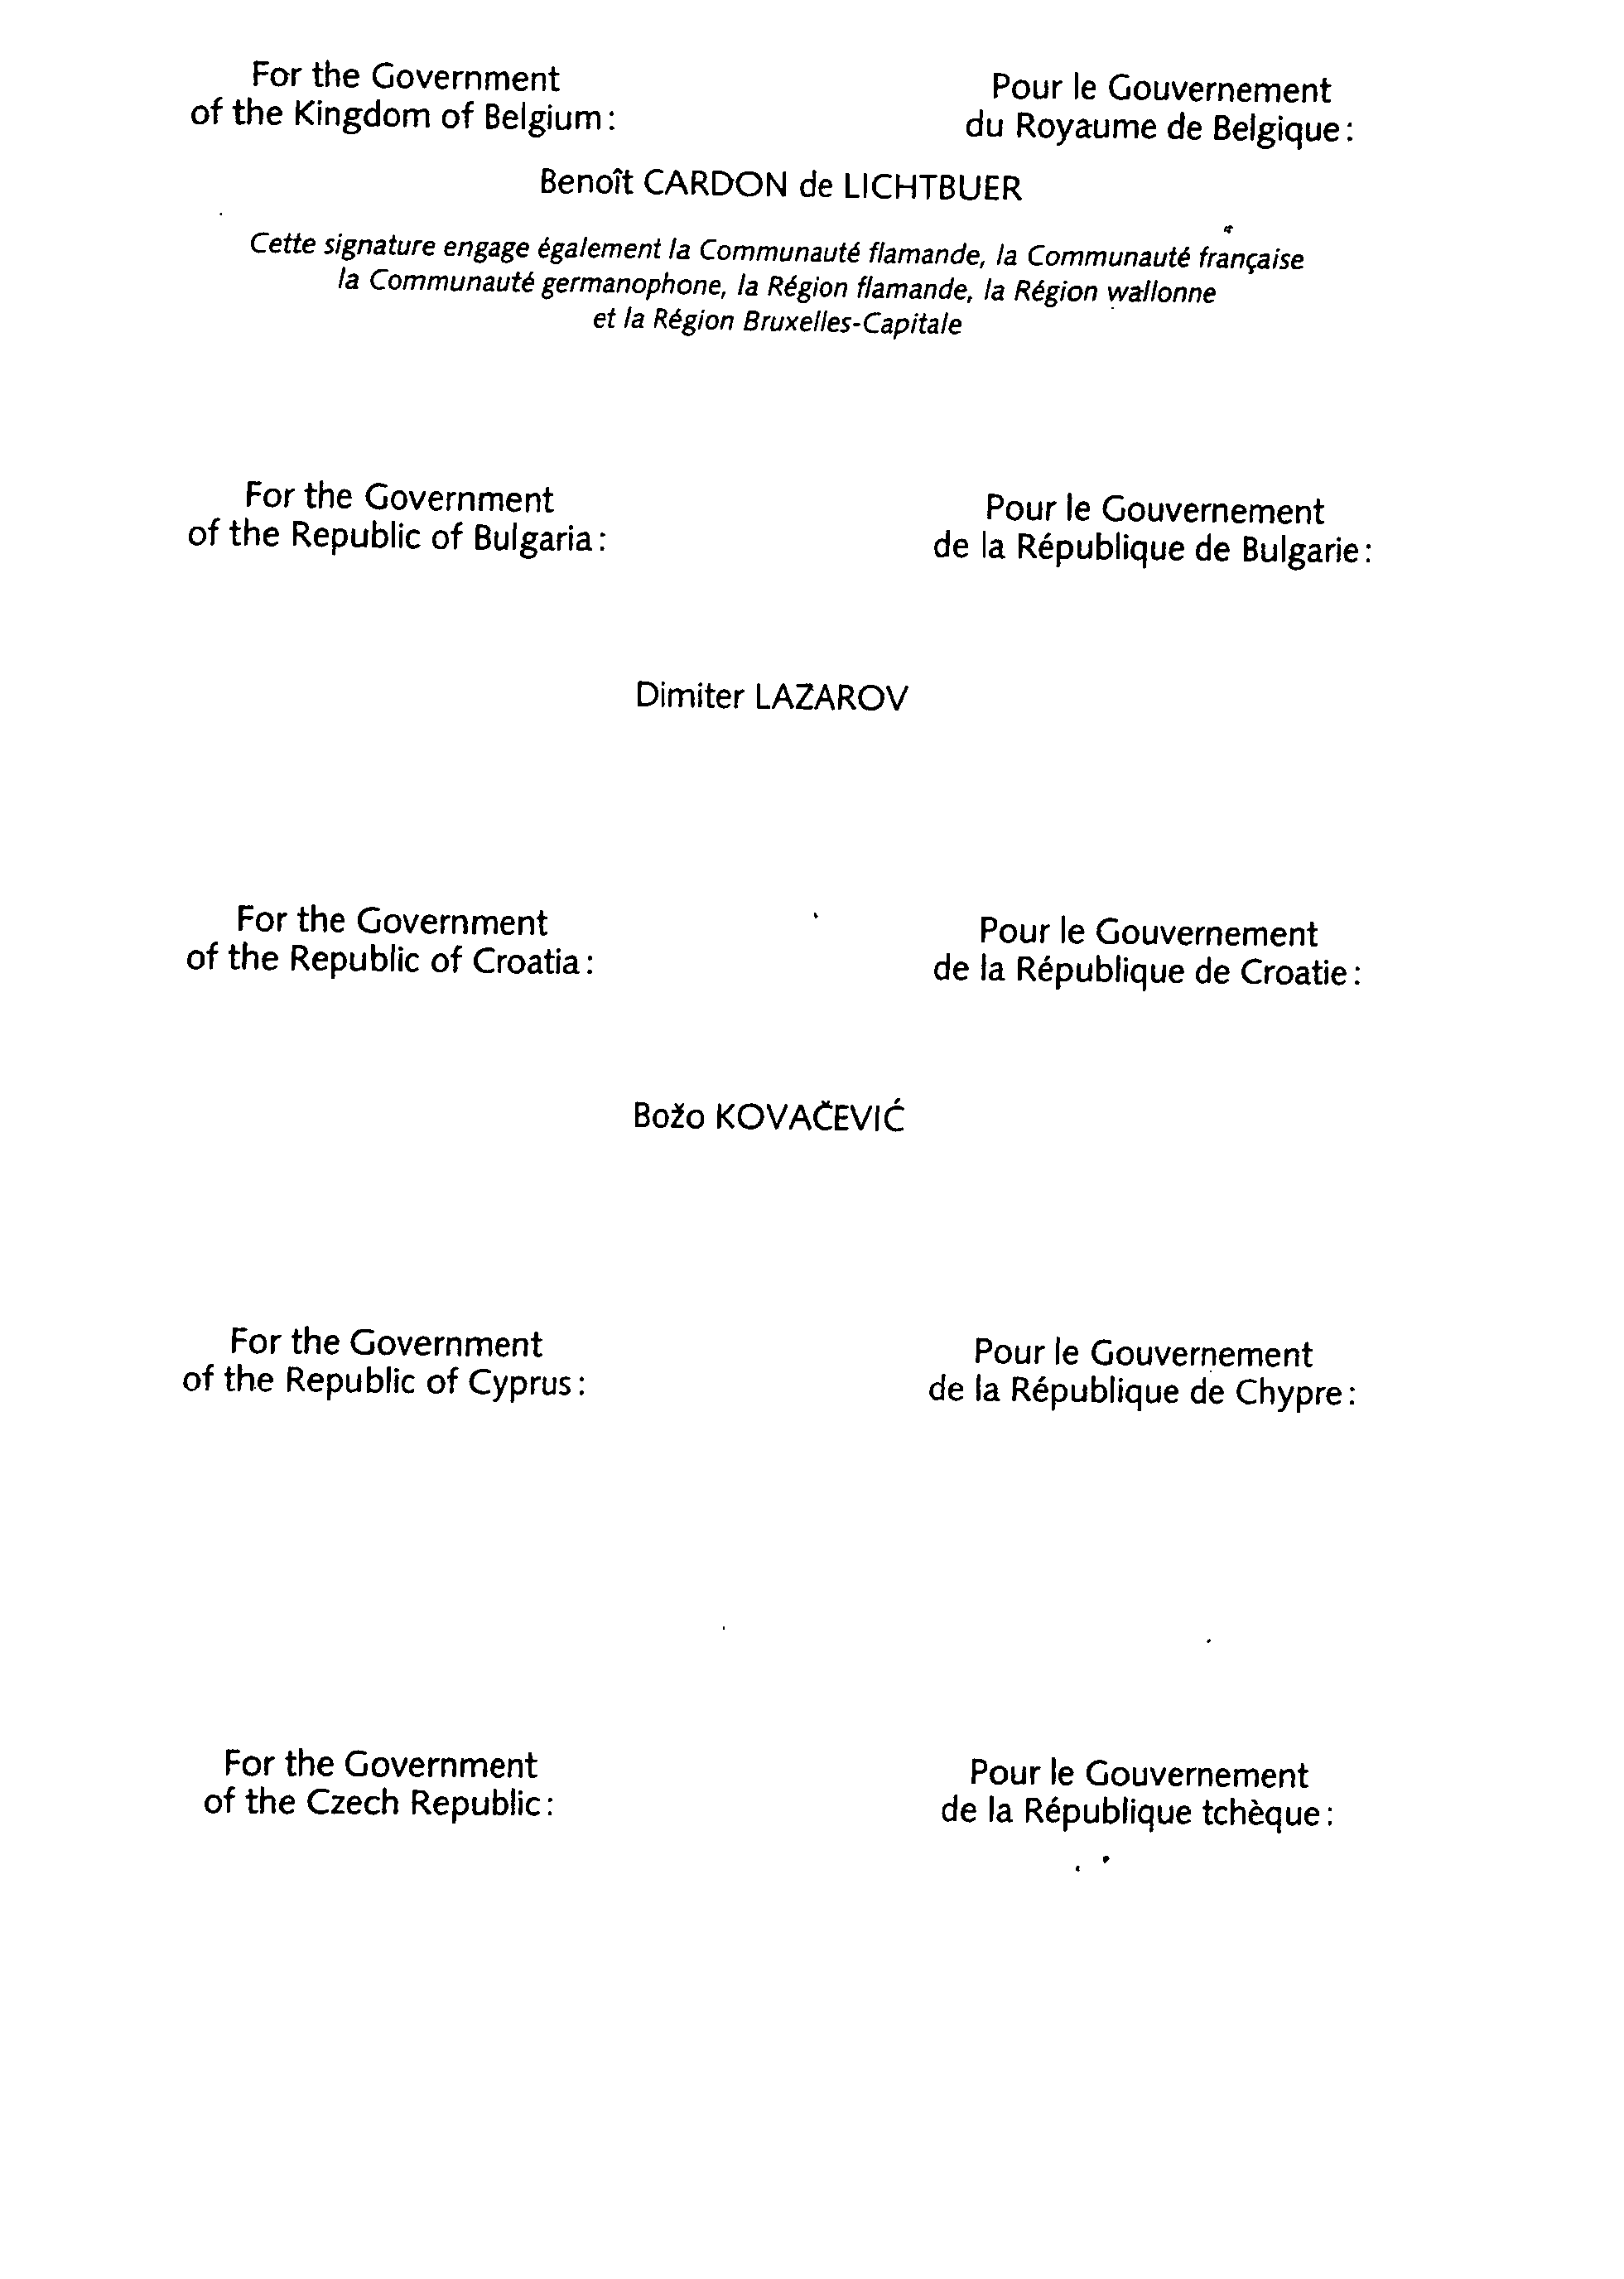 For the Government
of the Kingdom of Belgium:
Pour le Gouvernement
du Royaume de Belgique:
Benoît CARDON de LICHTBUER
Cette signature engage également la Communauté flamande, la Communauté française
la Communauté germanophone, la Région flamande, la Région wallonne
et la Région Bruxelles-Capitale
For the Government
of the Republic of Bulgaria:
Pour le Gouvernement
de la République de Bulgarie:
Dimiter LAZAROV
For the Government
of the Republic of Croatia:
Pour le Gouvernement
de la République de Croatie:
Božo KOVAČEVIĆ
For the Government
of the Republic of Cyprus:
Pour le Gouvernement
de la République de Chypre:
For the Government
of the Czech Republic:
Pour le Gouvernement
de la République tchèque: